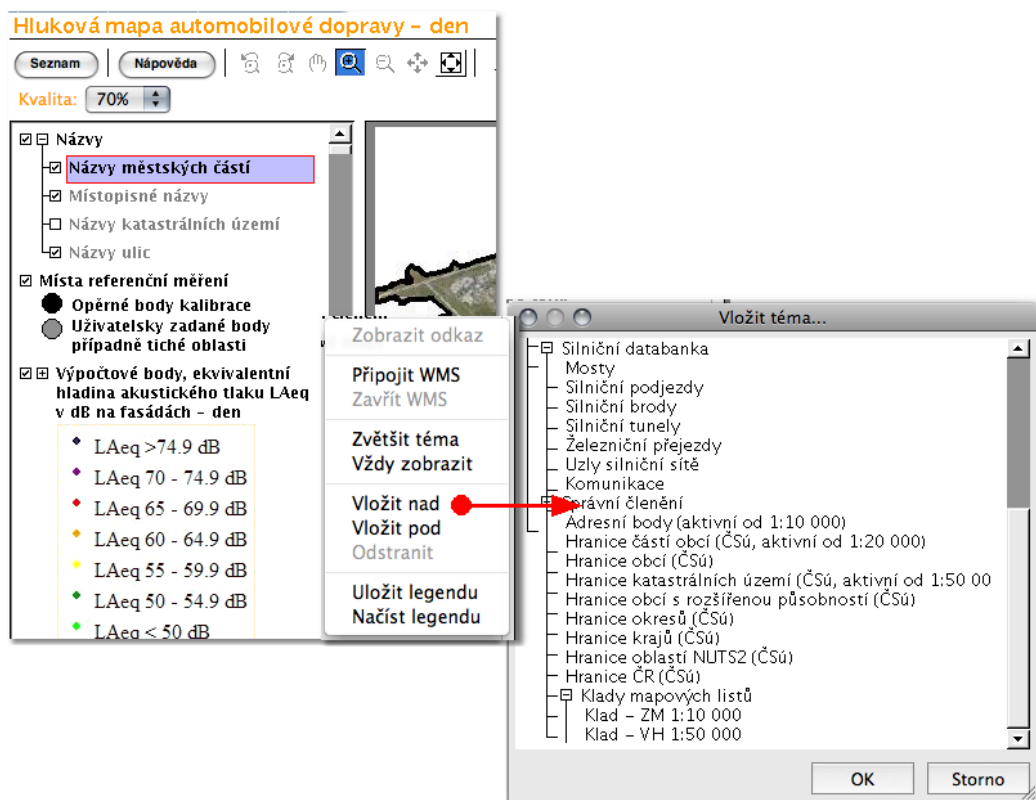 Hluková mapa automobilové dopravy – den
Seznam
Nápověda
Kvalita:
70%
Názvy
Názvy městských částí
Místopisné názvy
Názvy katastrálních území
Názvy ulic
Místa referenční měření
Opěrné body kalibrace
Uživatelsky zadané body
případně tiché oblasti
Výpočtové body, ekvivalentní
hladina akustického tlaku LAeq
v dB na fasádách – den
LAeq >74.9 dB
LAeq 70 - 74.9 dB
LAeq 65 - 69.9 dB
LAeq 60 - 64.9 dB
LAeq 55 - 59.9 dB
LAeq 50 - 54.9 dB
LAeq < 50 dB
Zobrazit odkaz
Připojit WMS
Zavřít WMS
Zvětšit téma
Vždy zobrazit
Vložit nad
Vložit pod
Odstranit
Uložit legendu
Načíst legendu
Vložit téma...
Silniční databanka
Mosty
Silniční podjezdy
Silniční brody
Silniční tunely
Železniční přejezdy
Uzly silniční sítě
Komunikace
Správní členění
Adresní body (aktivní od 1:10 000)
Hranice částí obcí (ČSú, aktivní od 1:20 000)
Hranice obcí (ČSú)
Hranice katastrálních území (ČSú, aktivní od 1:50 00
Hranice obcí s rozšířenou působností (ČSú)
Hranice okresů (ČSú)
Hranice krajů (ČSú)
Hranice oblastí NUTS2 (ČSú)
Hranice ČR (ČSú)
Klady mapových listů
Klad – ZM 1:10 000
Klad – VH 1:50 000
OK
Storno